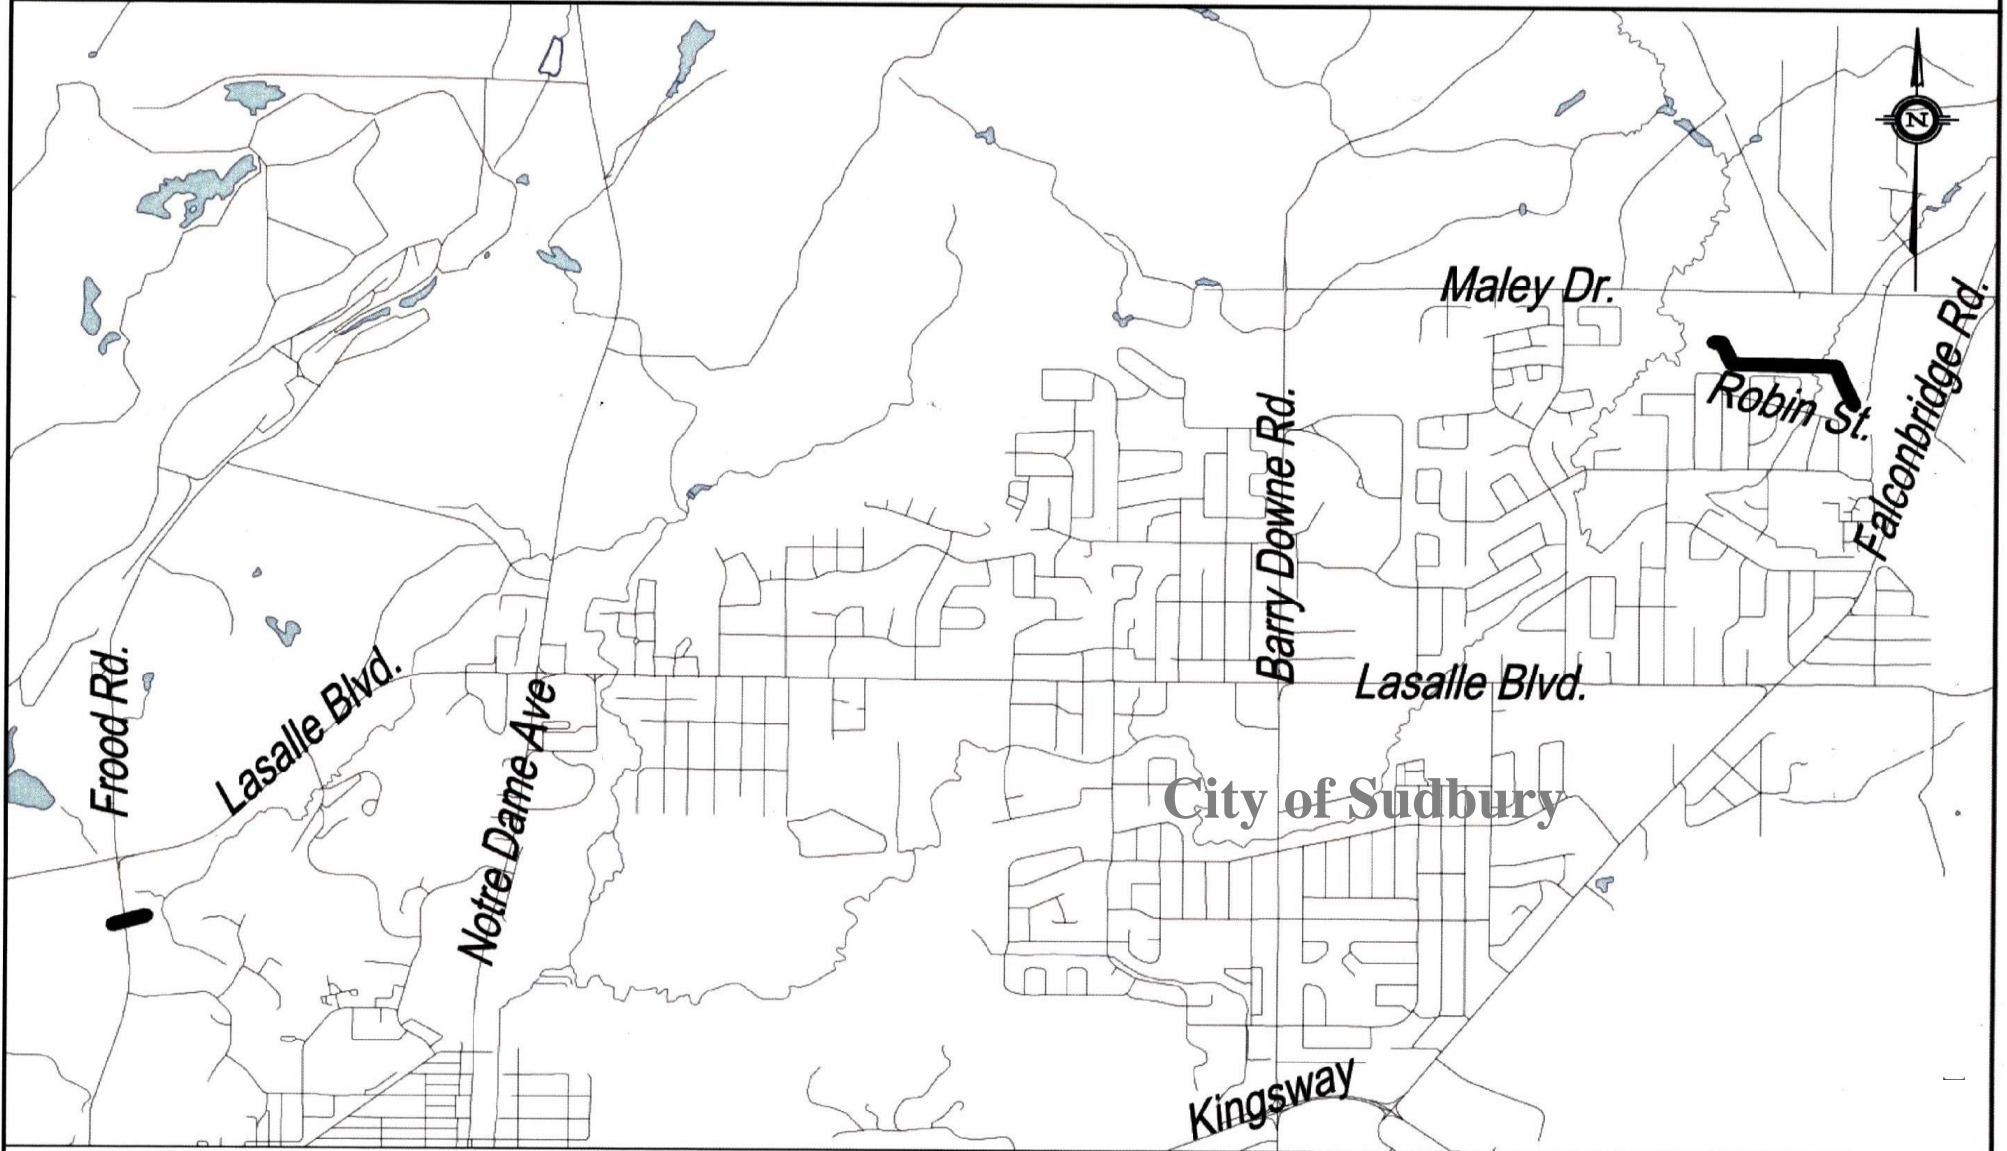 N
Maley Dr.
Robin St.
Falconbridge Rd.
Barry Downe Rd.
Lasalle Blvd.
Frood Rd.
Lasalle Blvd.
Notre Dame Ave
City of Sudbury
Kingsway